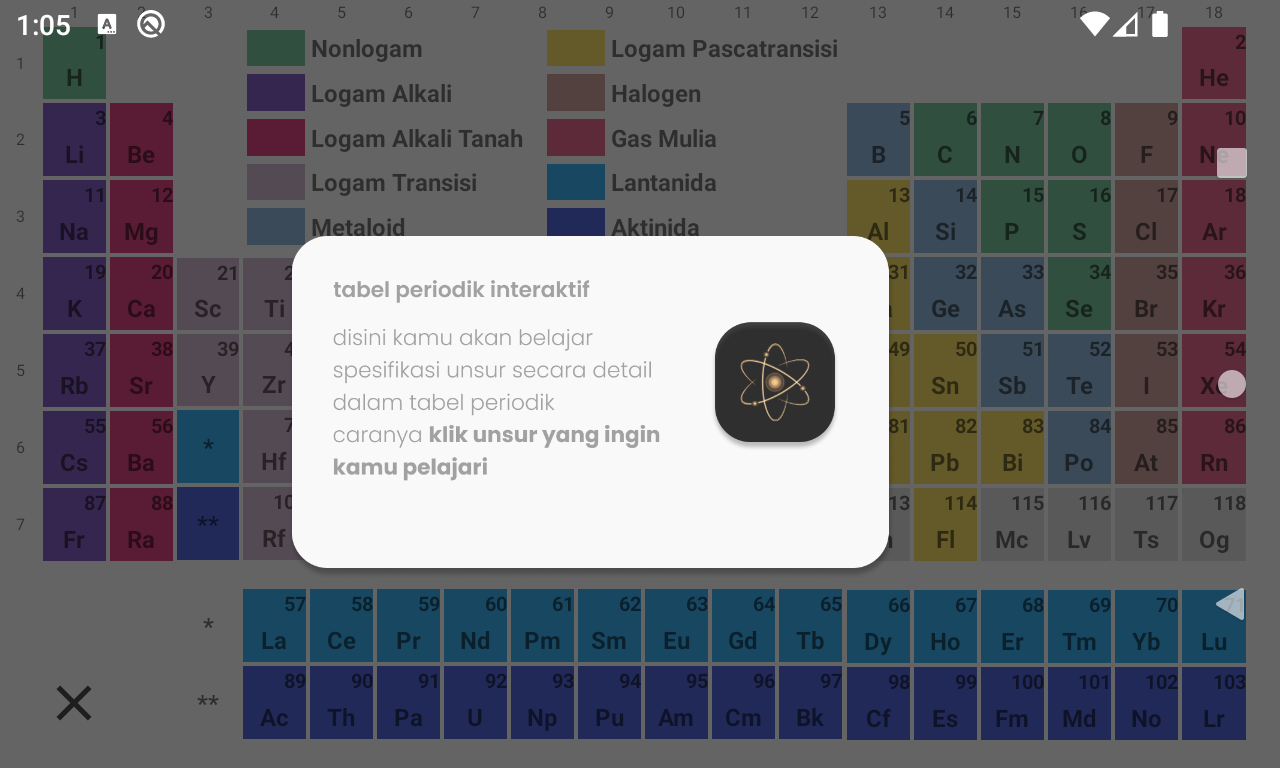 1:05 A
1 2 3 4 5 6 7 8 9 10 11 12 13 14 15 16 17 18
1 1 Nonlogam Logam Pascatransisi 2
H He
Logam Alkali Halogen
3 4 5 6 7 8 9 10
2 Logam Alkali Tanah Gas Mulia
Li Be B C N O F Ne
Logam Transisi Lantanida
11 12 13 14 15 16 17 18
3 Metaloid Aktinida
Na Mg Al Si P S Cl Ar
19 20 21 31 32 33 34 35 36
4 K Ca Sc Ti Ge As Se Br Kr
37 38 39 49 50 51 52 53 54
5 Rb Sr Y Zr Sn Sb Te I Xe
55 56 81 82 83 84 85 86
6 Cs Ba * Hf Pb Bi Po At Rn
87 88 114 115 116 117 118
7 Fr Ra ** Rf Fl Mc Lv Ts Og
tabel periodik interaktif
disini kamu akan belajar
spesifikasi unsur secara detail
dalam tabel periodik
caranya klik unsur yang ingin
kamu pelajari
57 58 59 60 61 62 63 64 65 66 67 68 69 70 71
* La Ce Pr Nd Pm Sm Eu Gd Tb Dy Ho Er Tm Yb Lu
89 90 91 92 93 94 95 96 97 98 99 100 101 102 103
** Ac Th Pa U Np Pu Am Cm Bk Cf Es Fm Md No Lr